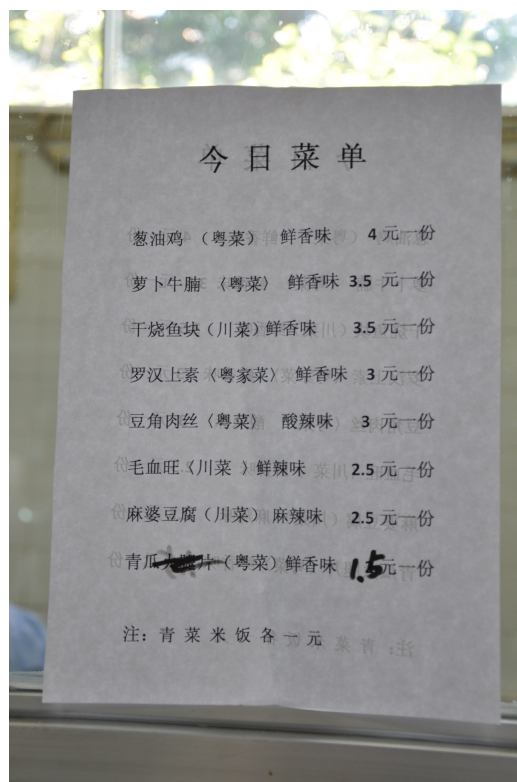 今日菜单
葱油鸡 （粤菜） 鲜香味 4元一份
萝卜牛腩 〈粤菜〉 鲜香味 3.5 元一份
干烧鱼块（川菜）鲜香味 3.5元一份
罗汉上素〈粤家菜〉 鲜香味 3 元一份
豆角肉丝〈粤菜〉 酸辣味 3 元一份
毛血旺〈川菜 〉鲜辣味 2.5 元一份
麻婆豆腐（川菜）麻辣味 2.5 元一份
青瓜片（粤菜）鲜香味 1.5元一份
注：青菜米饭各一元